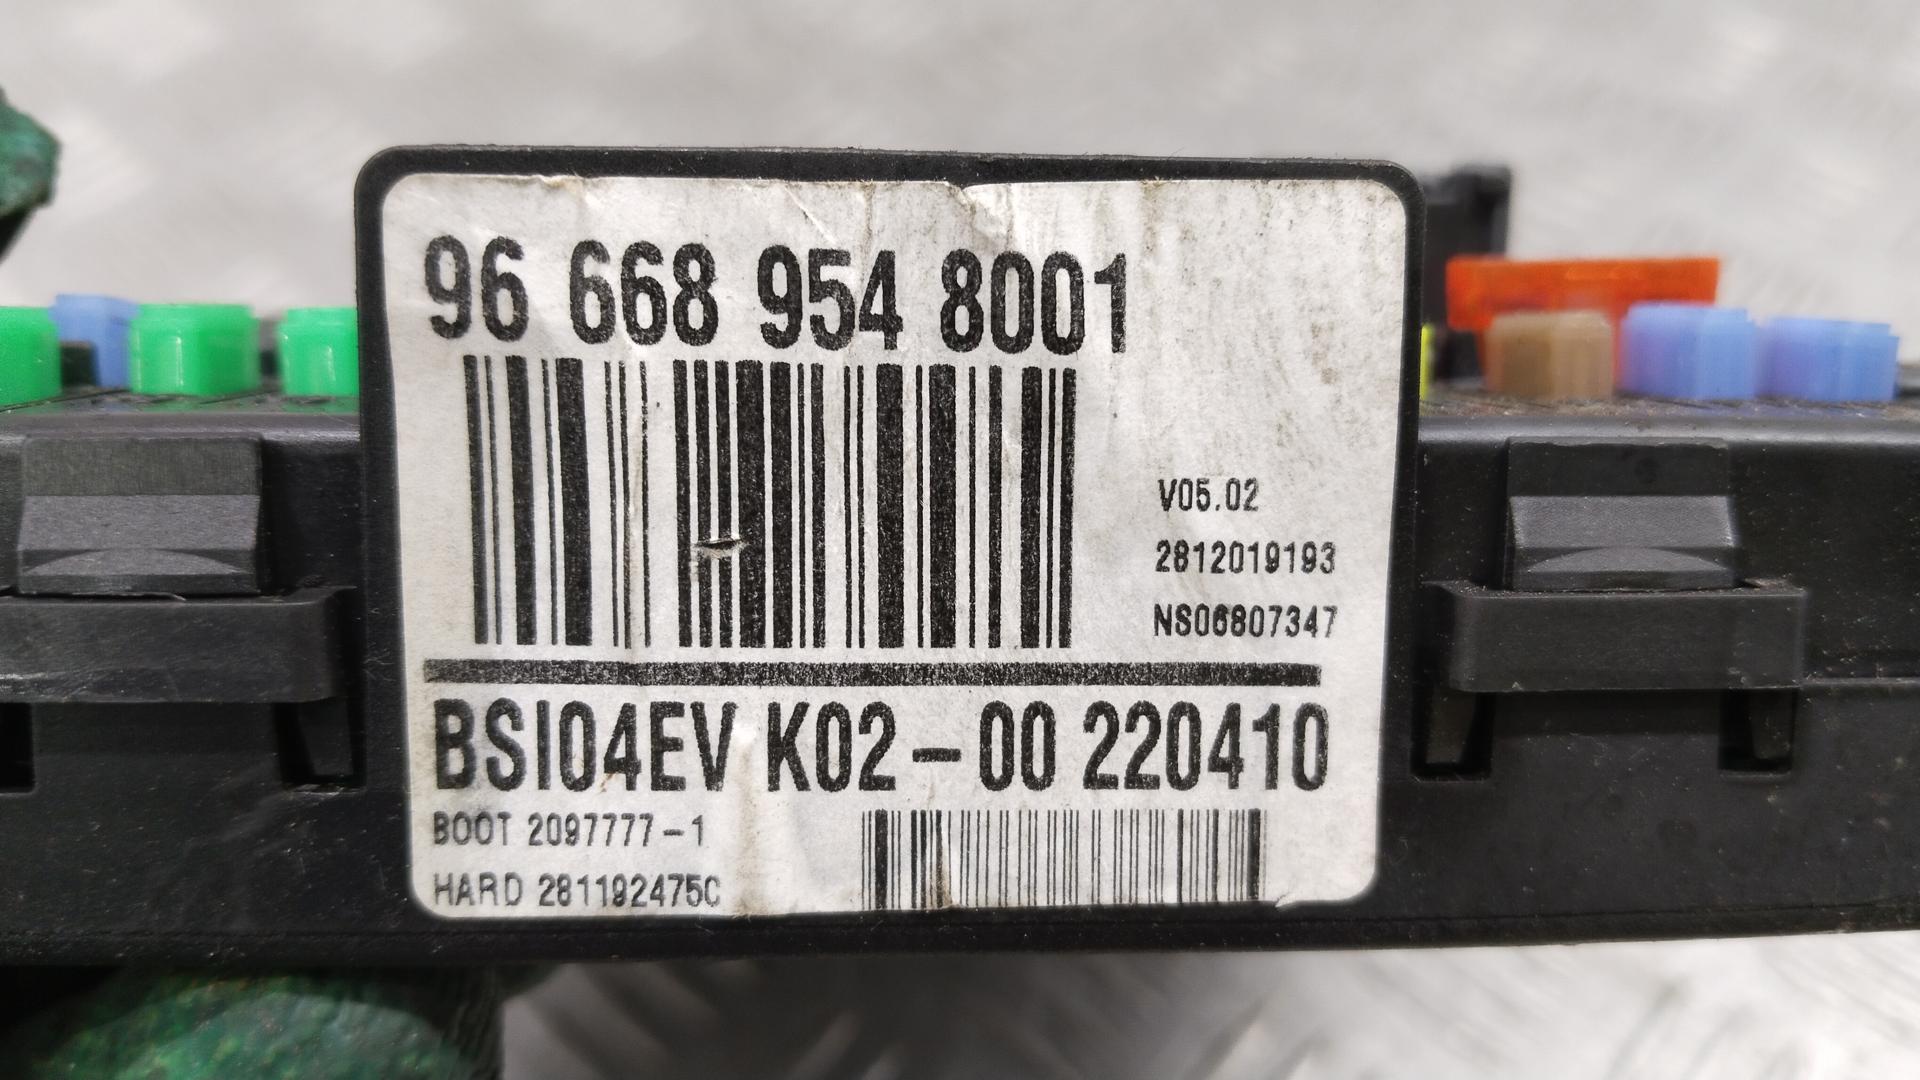 96 668 954 8001
V05.02
2812019193
NS06807347
BSI04EV K02-00 220410
BOOT 2097777-1
HARD 281192475C